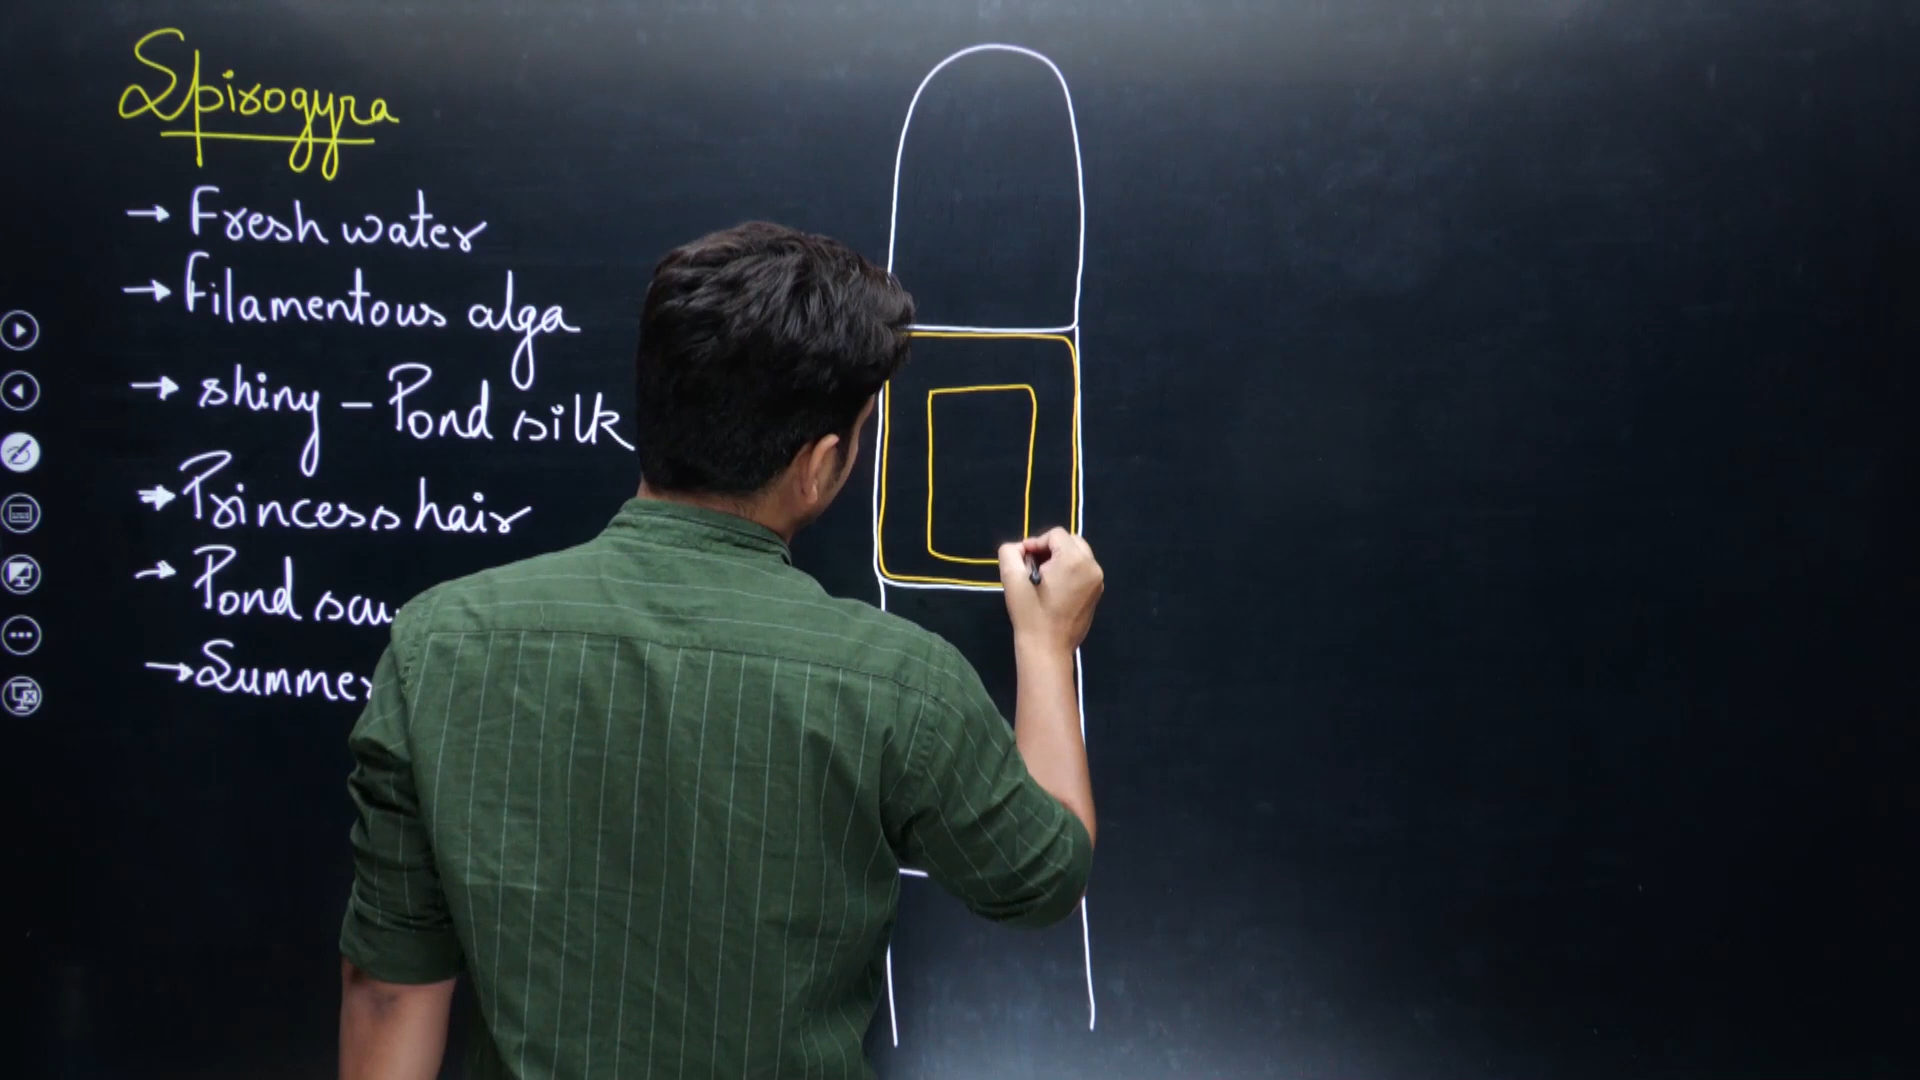 Spirogyra
→ Fresh water
→ Filamentous alga
→ shiny - Pond silk
→ Princess hair
→ Pond
→ Summer